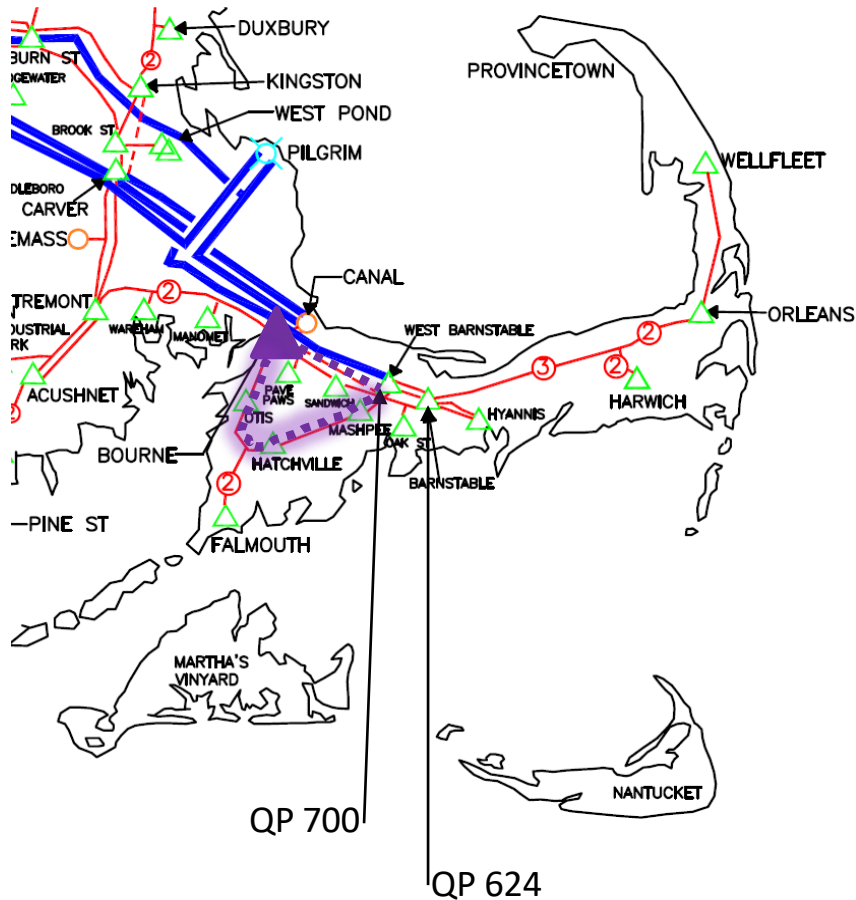 DUXBURY
2
BURN ST
PROVINCETOWN
DGEWATER
KINGSTON
WEST POND
BROOK ST
PILGRIM
WELLFLEET
DLEBORO
CARVER
EMASS
CANAL
TREMONT
2
ORLEANS
WEST BARNSTABLE
2
WAREHAM
MANOMET
DUSTRIAL
RK
3
2
ACUSHNET
PAVE
PAWS
SANDWICH
HARWICH
OTIS
MASHPEE
HYANNIS
OAK ST
BOURNE
HATCHVILLE
2
BARNSTABLE
PINE ST
FALMOUTH
MARTHA'S
VINYARD
NANTUCKET
QP 700
QP 624